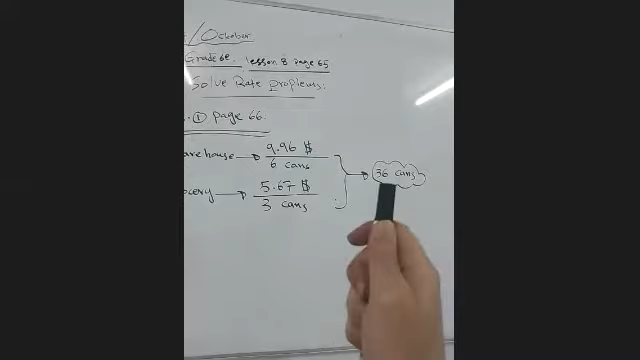 /October
Grade 6e. lesson 8 page 65
Solve Rate Problems.
. ① page 66.
arehouse → 9.96 $ / 6 cans
ocery → 5.67 $ / 3 cans
→ 36 cans